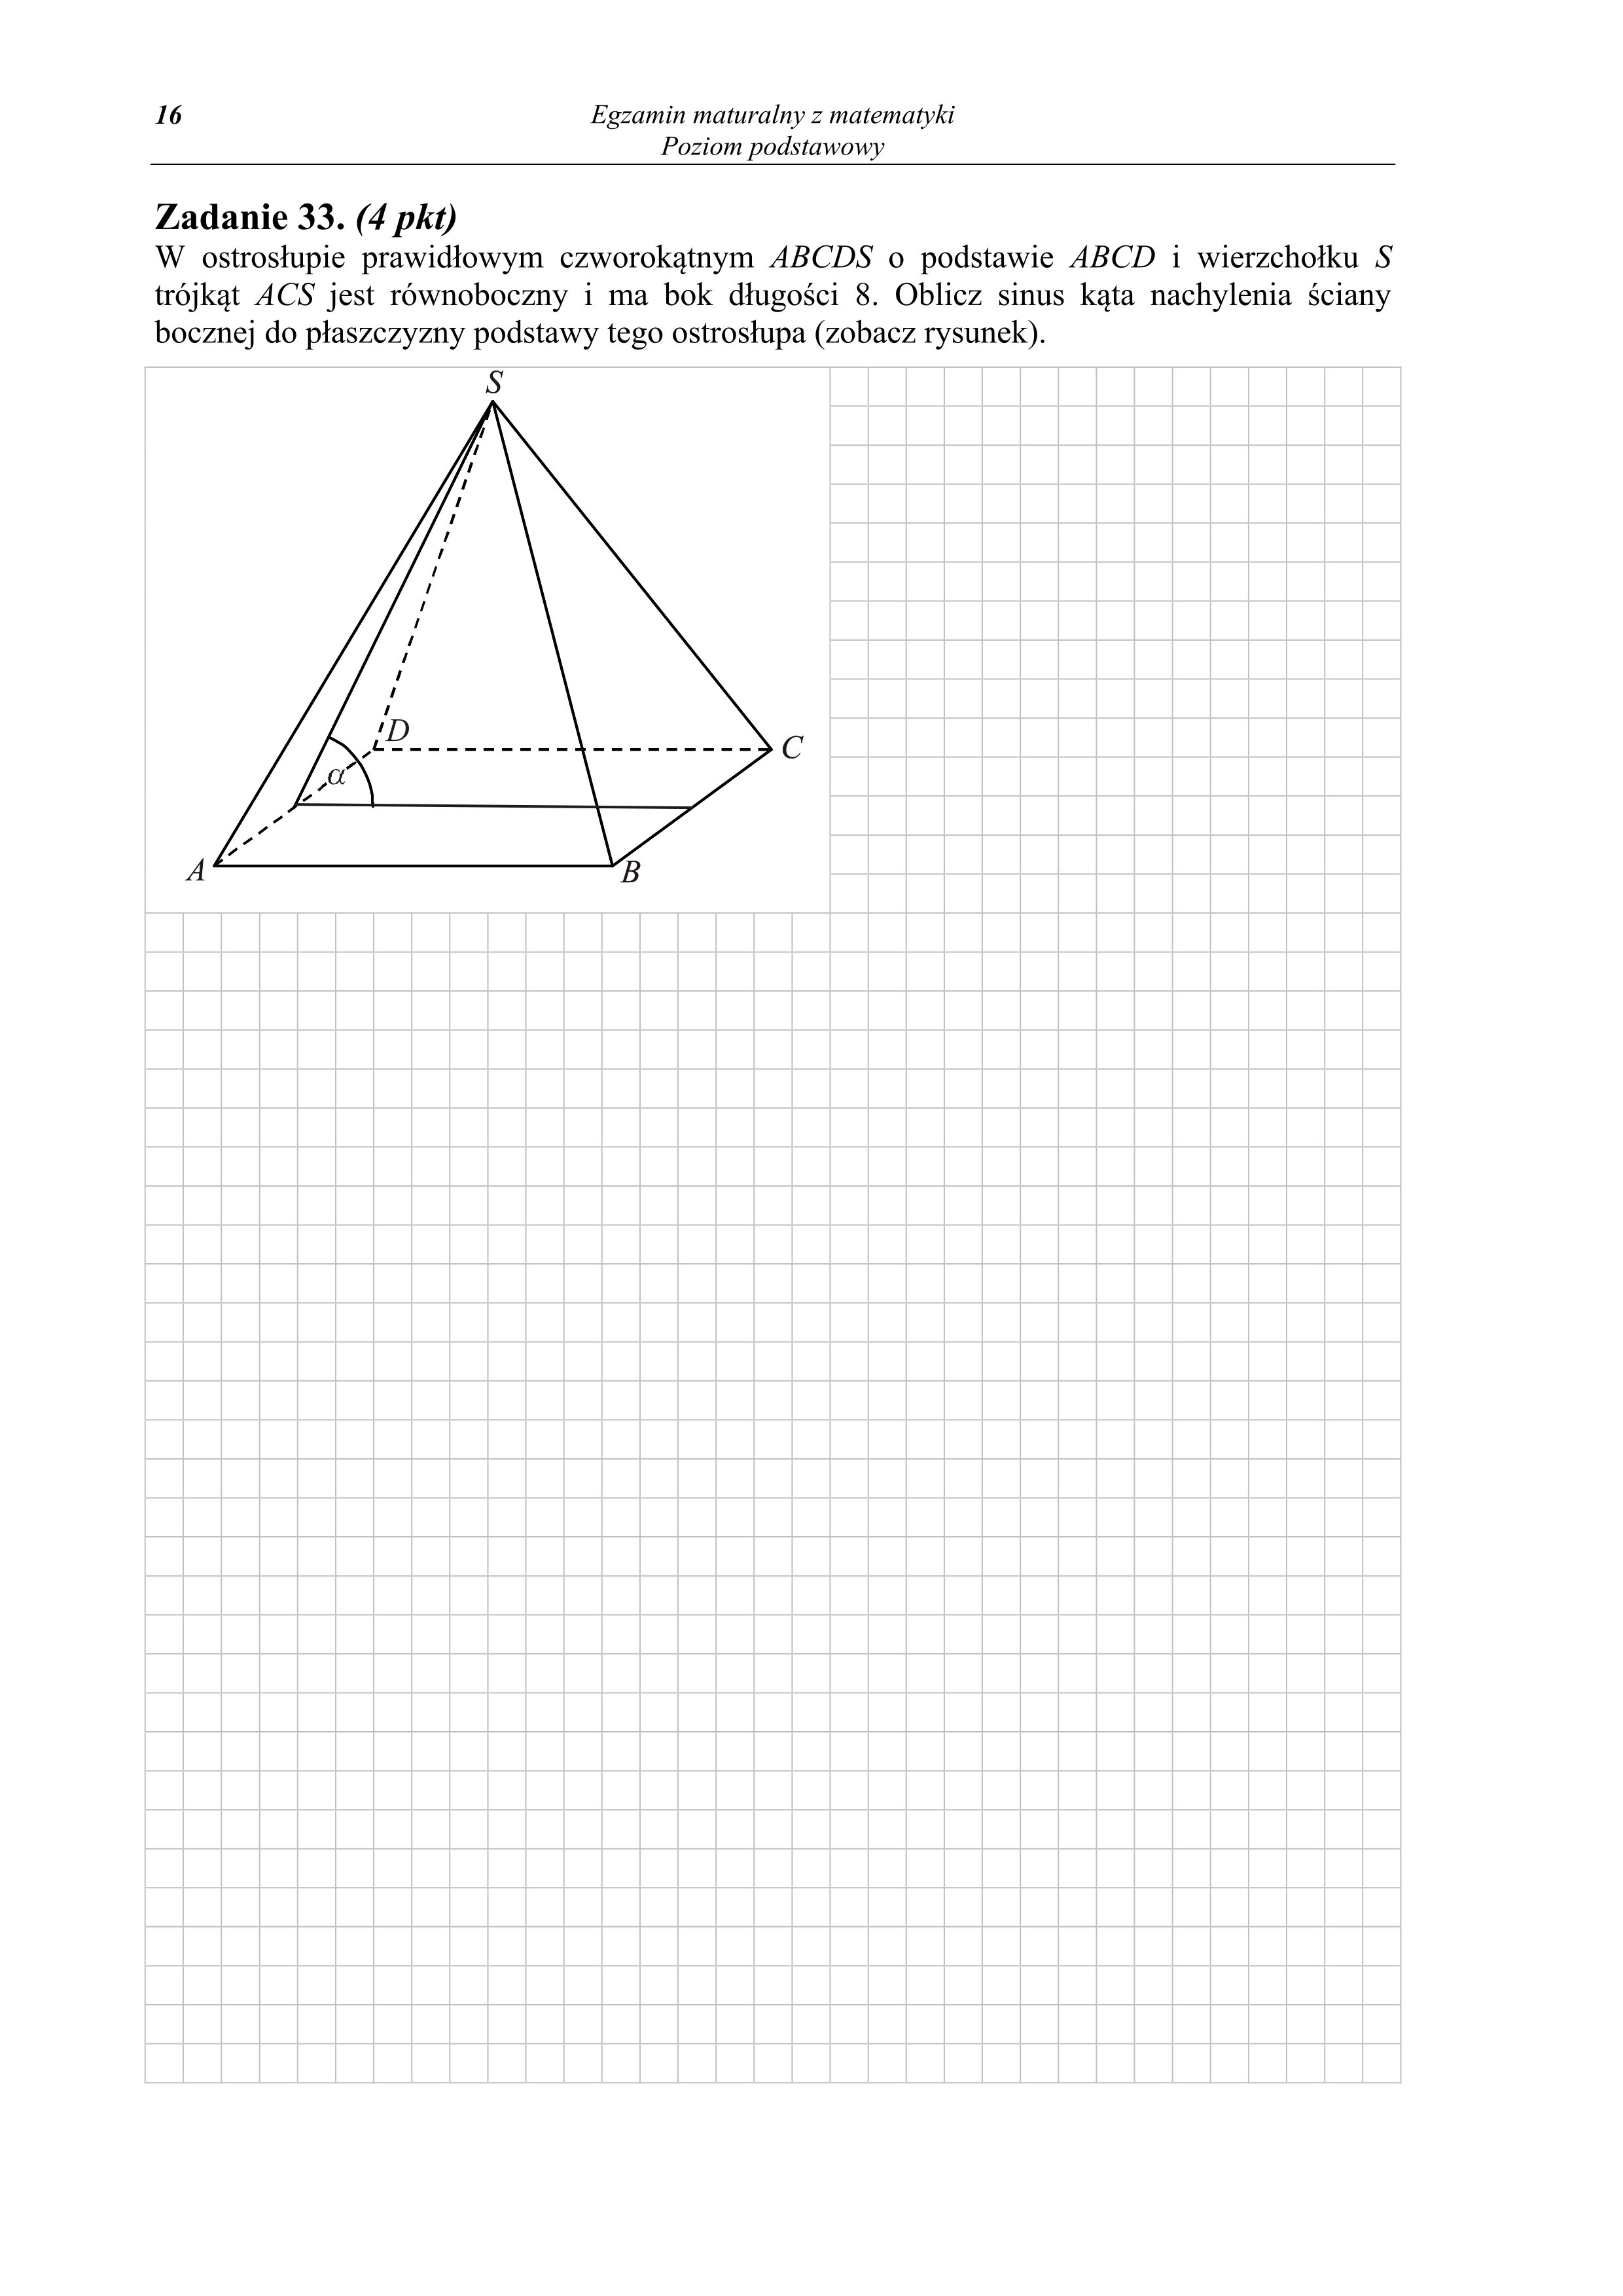 16
Egzamin maturalny z matematyki
Poziom podstawowy
Zadanie 33. (4 pkt)
W ostrosłupie prawidłowym czworokątnym ABCDS o podstawie ABCD i wierzchołku S
trójkąt ACS jest równoboczny i ma bok długości 8. Oblicz sinus kąta nachylenia ściany
bocznej do płaszczyzny podstawy tego ostrosłupa (zobacz rysunek).
S
D
C
α
A
B